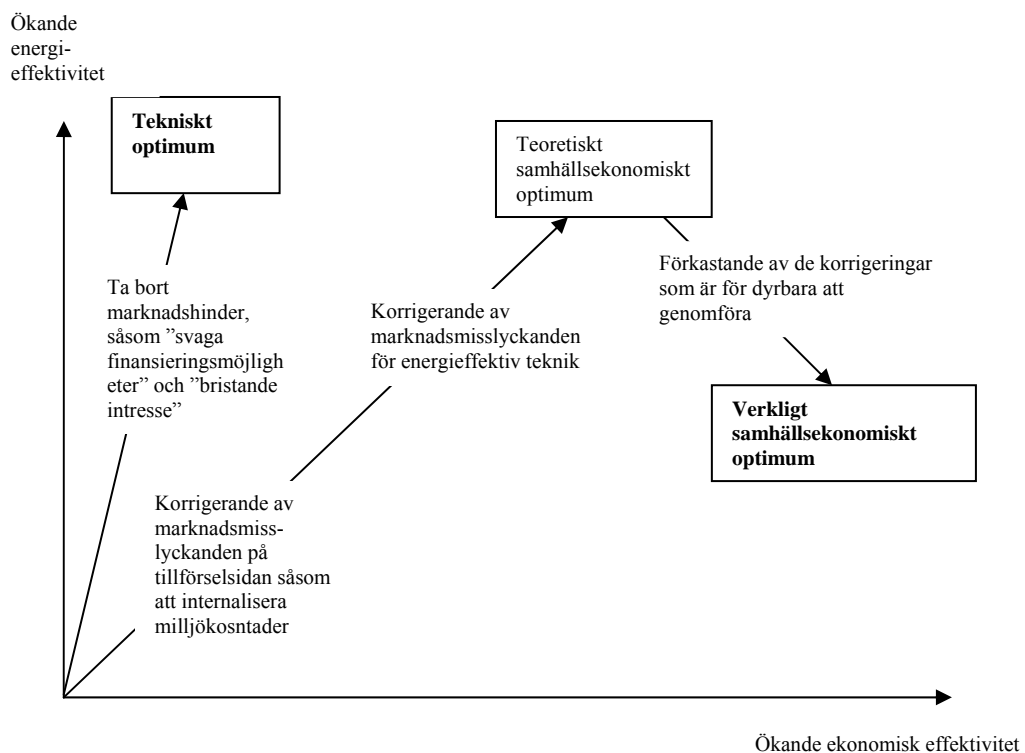 Ökande
energi-
effektivitet
Tekniskt
optimum
Teoretiskt
samhällsekonomiskt
optimum
Ta bort
marknadshinder,
såsom ”svaga
finansieringsmöjligh
eter” och ”bristande
intresse”
Korrigerande av
marknadsmisslyckanden
för energieffektiv teknik
Förkastande av de korrigeringar
som är för dyrbara att
genomföra
Verkligt
samhällsekonomiskt
optimum
Korrigerande av
marknadsmiss-
lyckanden på
tillförselsidan såsom
att internalisera
milljökosntader
Ökande ekonomisk effektivitet